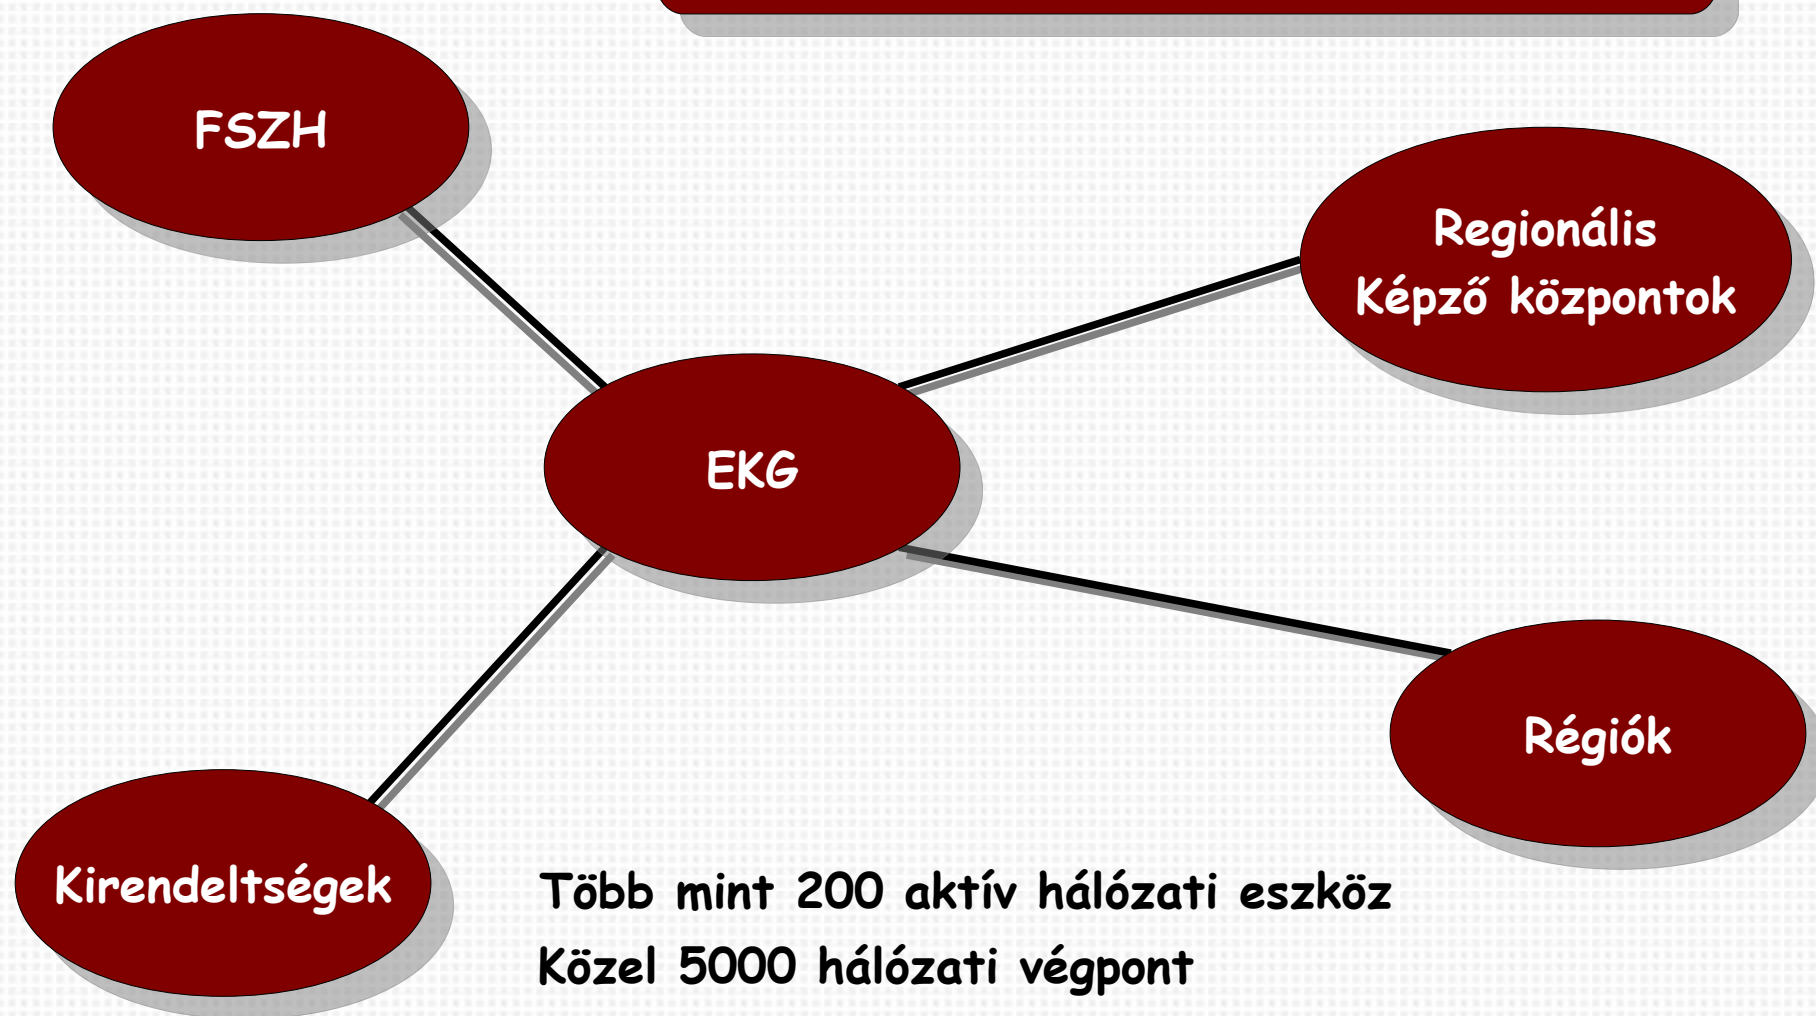 FSZH
Regionális
Képző központok
EKG
Régiók
Kirendeltségek
Több mint 200 aktív hálózati eszköz
Közel 5000 hálózati végpont